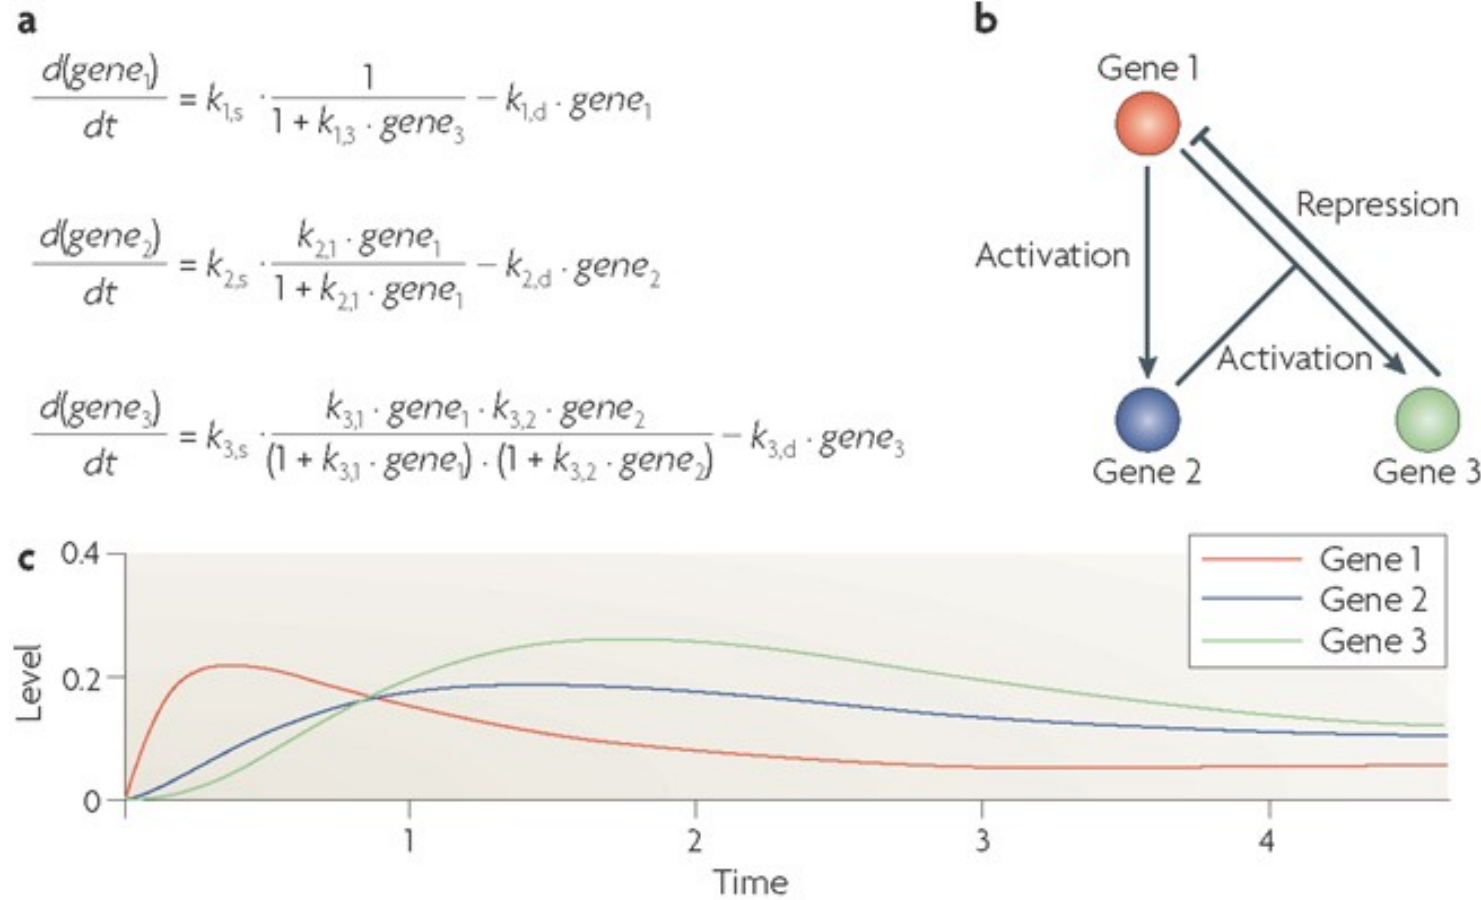 a
d(gene₁)/dt = k₁,ₛ · 1/(1 + k₁,₃ · gene₃) − k₁,d · gene₁
d(gene₂)/dt = k₂,ₛ · (k₂,₁ · gene₁)/(1 + k₂,₁ · gene₁) − k₂,d · gene₂
d(gene₃)/dt = k₃,ₛ · (k₃,₁ · gene₁ · k₃,₂ · gene₂)/((1 + k₃,₁ · gene₁) · (1 + k₃,₂ · gene₂)) − k₃,d · gene₃
b
Gene 1
Repression
Activation
Activation
Gene 2
Gene 3
c
0.4
0.2
0
Level
1
2
3
4
Time
Gene 1
Gene 2
Gene 3